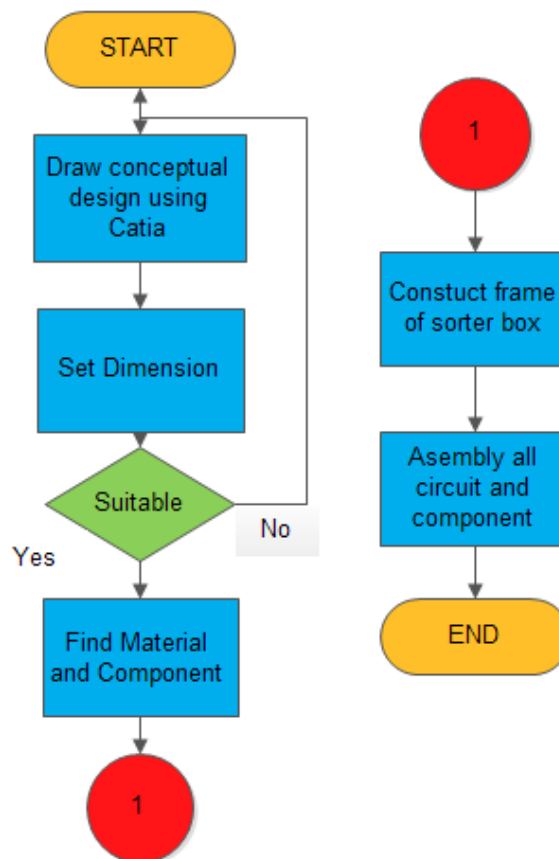 START
Draw conceptual
design using
Catia
Set Dimension
Suitable
No
Yes
Find Material
and Component
1
1
Constuct frame
of sorter box
Asembly all
circuit and
component
END